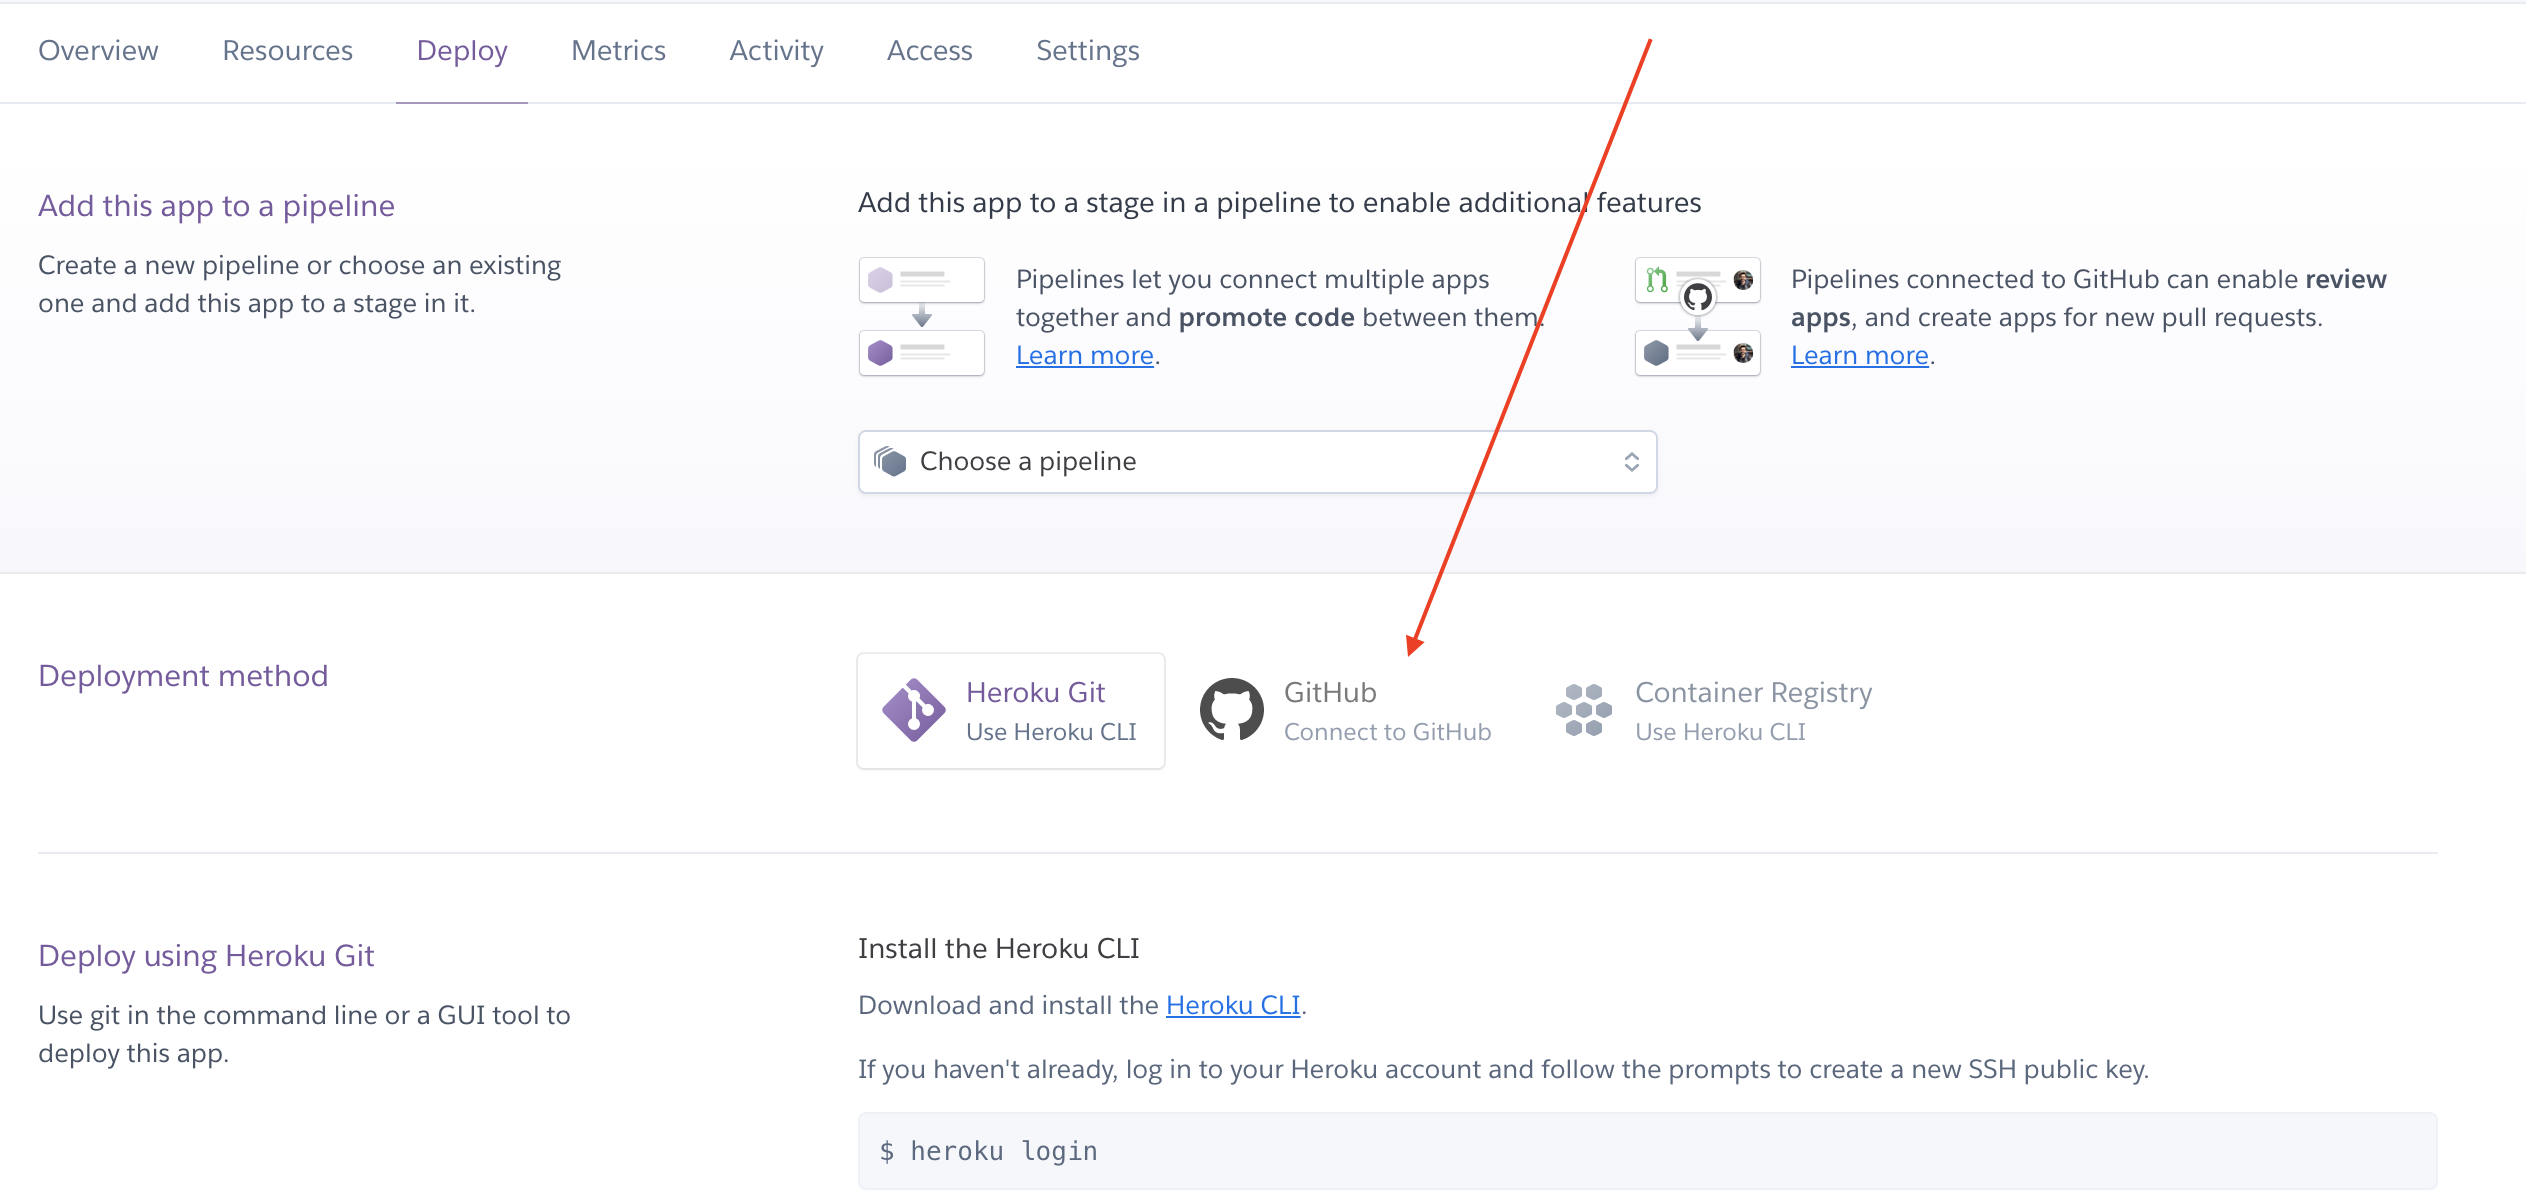 Overview Resources Deploy Metrics Activity Access Settings
Add this app to a pipeline
Create a new pipeline or choose an existing
one and add this app to a stage in it.
Add this app to a stage in a pipeline to enable additional features
Pipelines let you connect multiple apps
together and promote code between them.
Learn more.
Pipelines connected to GitHub can enable review
apps, and create apps for new pull requests.
Learn more.
Choose a pipeline
Deployment method
Heroku Git
Use Heroku CLI
GitHub
Connect to GitHub
Container Registry
Use Heroku CLI
Deploy using Heroku Git
Use git in the command line or a GUI tool to
deploy this app.
Install the Heroku CLI
Download and install the Heroku CLI.
If you haven't already, log in to your Heroku account and follow the prompts to create a new SSH public key.
$ heroku login